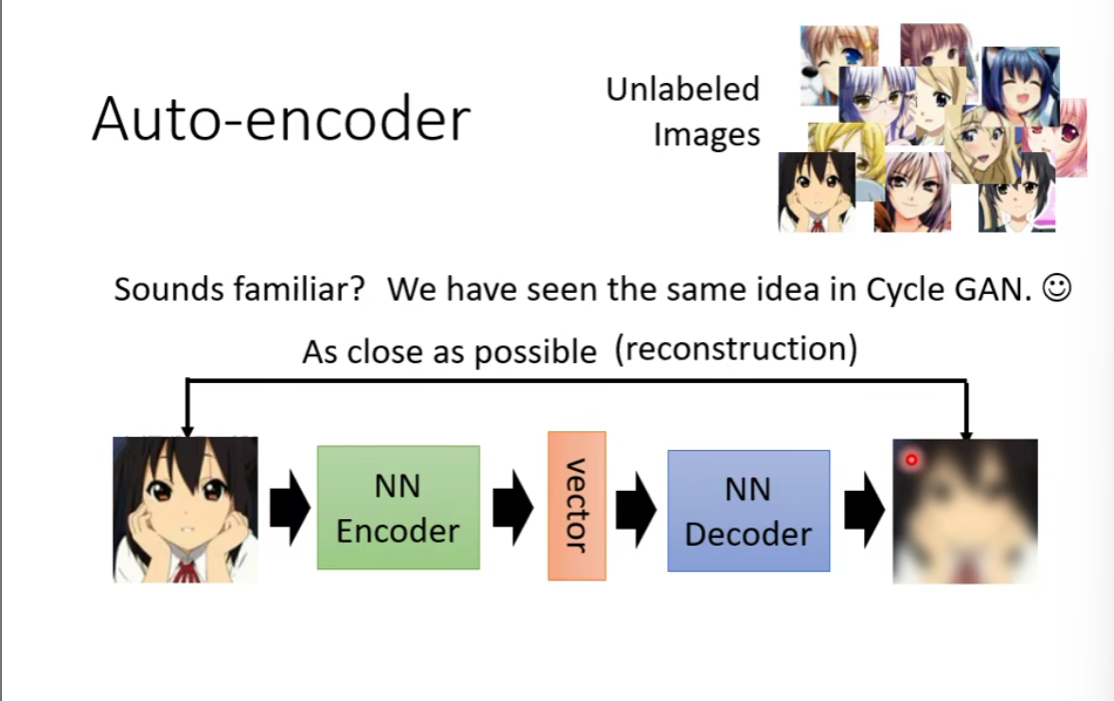 Auto-encoder
Unlabeled
Images
Sounds familiar? We have seen the same idea in Cycle GAN. ☺
As close as possible (reconstruction)
NN
Encoder
vector
NN
Decoder